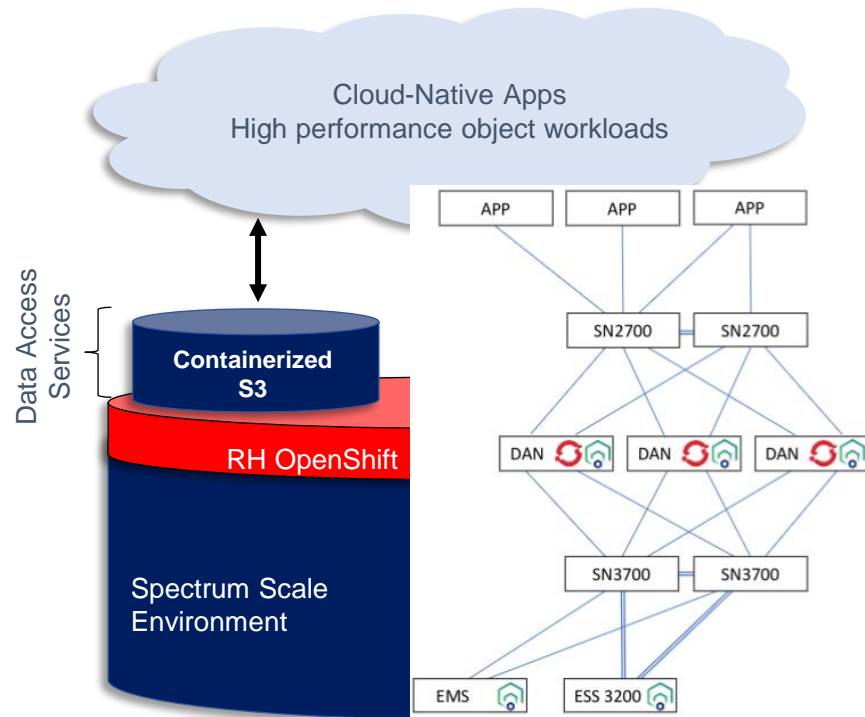 Cloud-Native Apps
High performance object workloads
Data Access
Services
Containerized
S3
RH OpenShift
Spectrum Scale
Environment
APP
APP
APP
SN2700
SN2700
DAN
DAN
DAN
SN3700
SN3700
EMS
ESS 3200